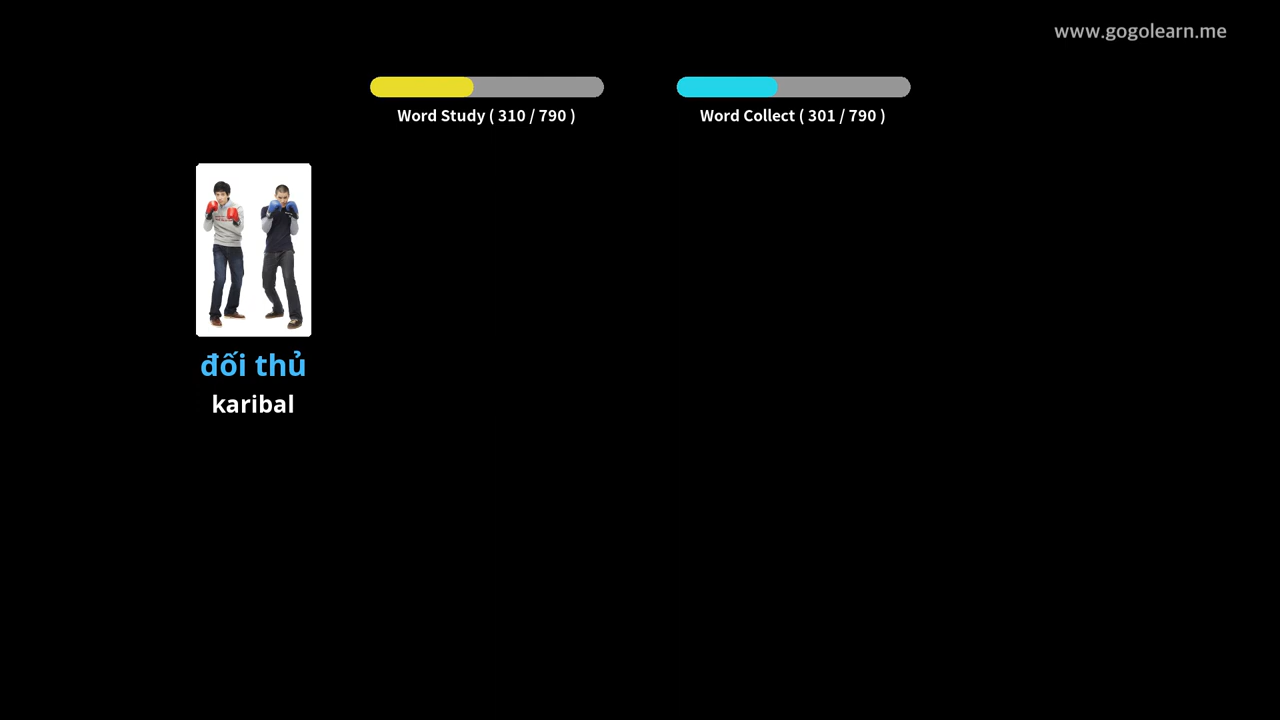 www.gogolearn.me
Word Study ( 310 / 790 )
Word Collect ( 301 / 790 )
đối thủ
karibal